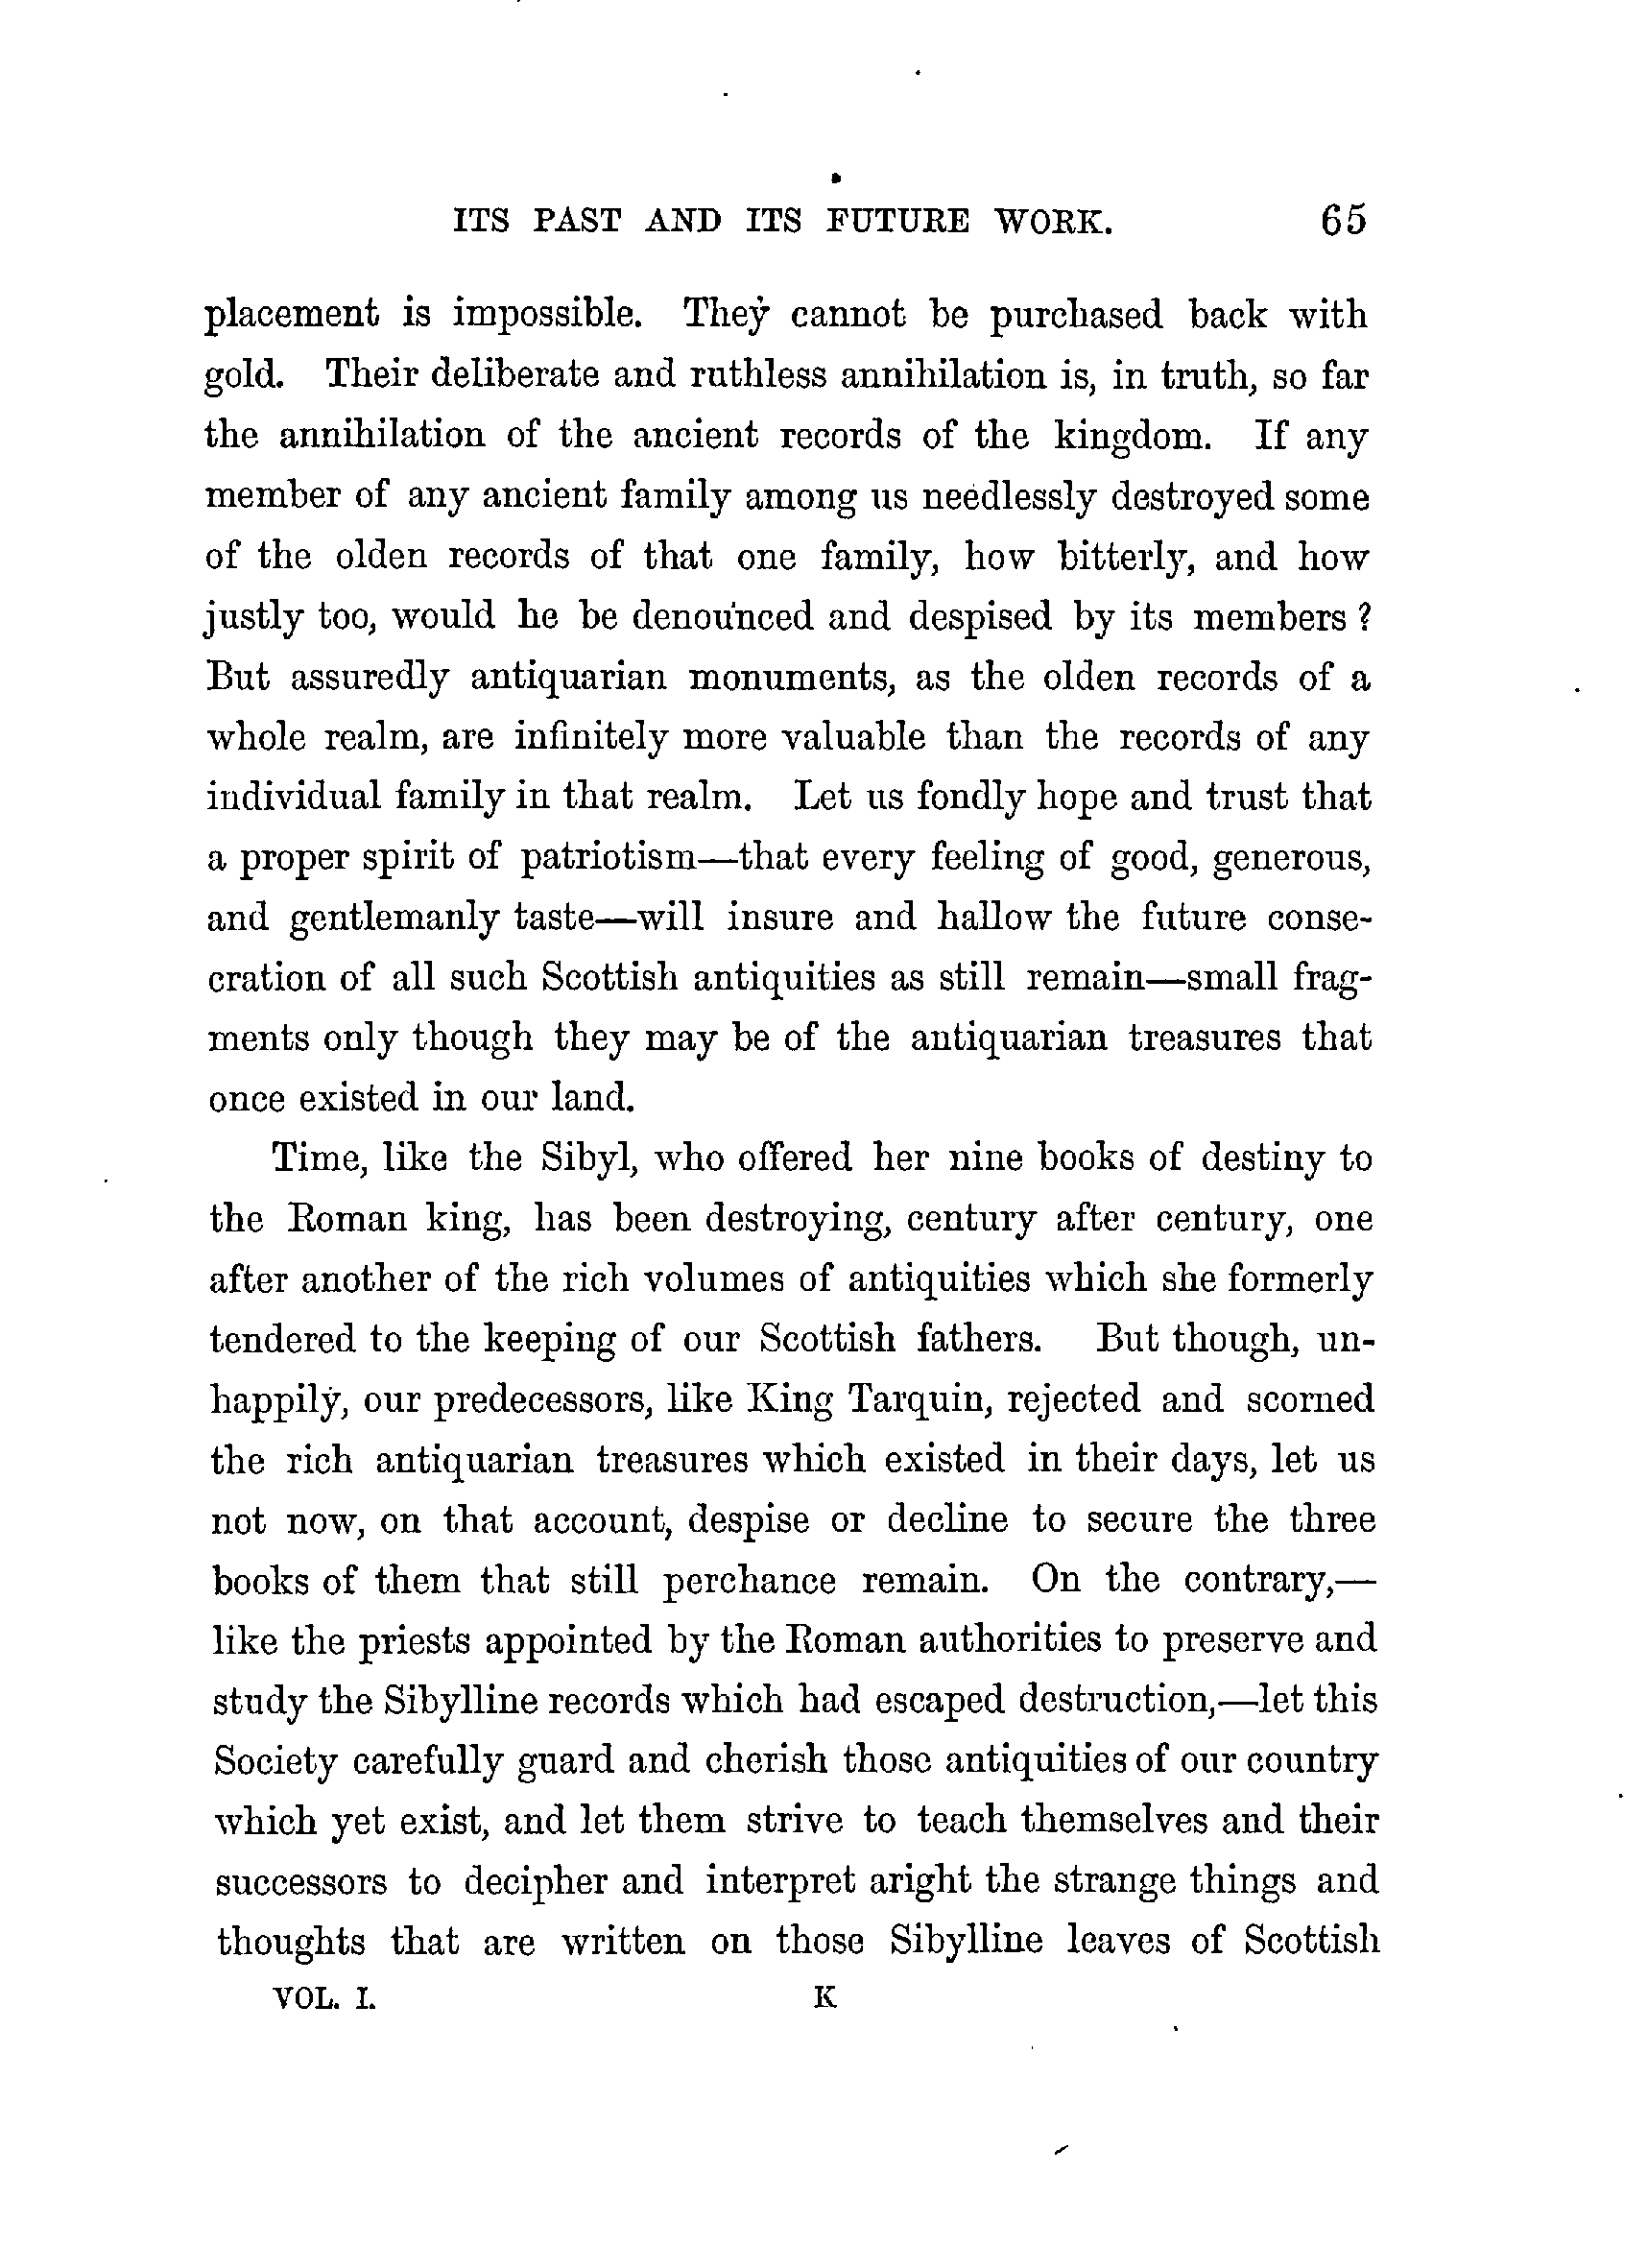 ITS PAST AND ITS FUTURE WORK. 65
placement is impossible. They cannot be purchased back with
gold. Their deliberate and ruthless annihilation is, in truth, so far
the annihilation of the ancient records of the kingdom. If any
member of any ancient family among us needlessly destroyed some
of the olden records of that one family, how bitterly, and how
justly too, would he be denounced and despised by its members?
But assuredly antiquarian monuments, as the olden records of a
whole realm, are infinitely more valuable than the records of any
individual family in that realm. Let us fondly hope and trust that
a proper spirit of patriotism—that every feeling of good, generous,
and gentlemanly taste—will insure and hallow the future conse-
cration of all such Scottish antiquities as still remain—small frag-
ments only though they may be of the antiquarian treasures that
once existed in our land.
Time, like the Sibyl, who offered her nine books of destiny to
the Roman king, has been destroying, century after century, one
after another of the rich volumes of antiquities which she formerly
tendered to the keeping of our Scottish fathers. But though, un-
happily, our predecessors, like King Tarquin, rejected and scorned
the rich antiquarian treasures which existed in their days, let us
not now, on that account, despise or decline to secure the three
books of them that still perchance remain. On the contrary,—
like the priests appointed by the Roman authorities to preserve and
study the Sibylline records which had escaped destruction,—let this
Society carefully guard and cherish those antiquities of our country
which yet exist, and let them strive to teach themselves and their
successors to decipher and interpret aright the strange things and
thoughts that are written on those Sibylline leaves of Scottish
VOL. I. K